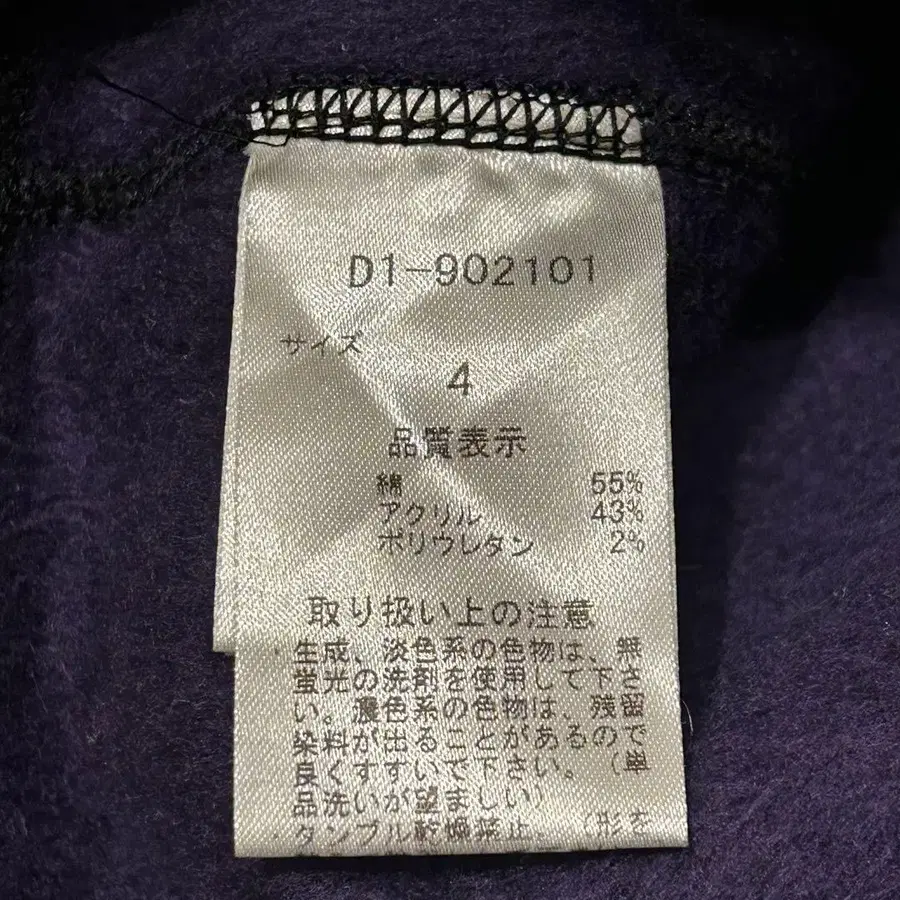 D1-902101
サイズ
4
品質表示
綿 55%
アクリル 43%
ポリウレタン 2%
取り扱い上の注意
生成、淡色系の色物は、無
蛍光の洗剤を使用して下さ
い。濃色系の色物は、残留
染料が出ることがあるので
良くすすいで下さい。（単
品洗いが望ましい）
タンブル乾燥禁止。（形を